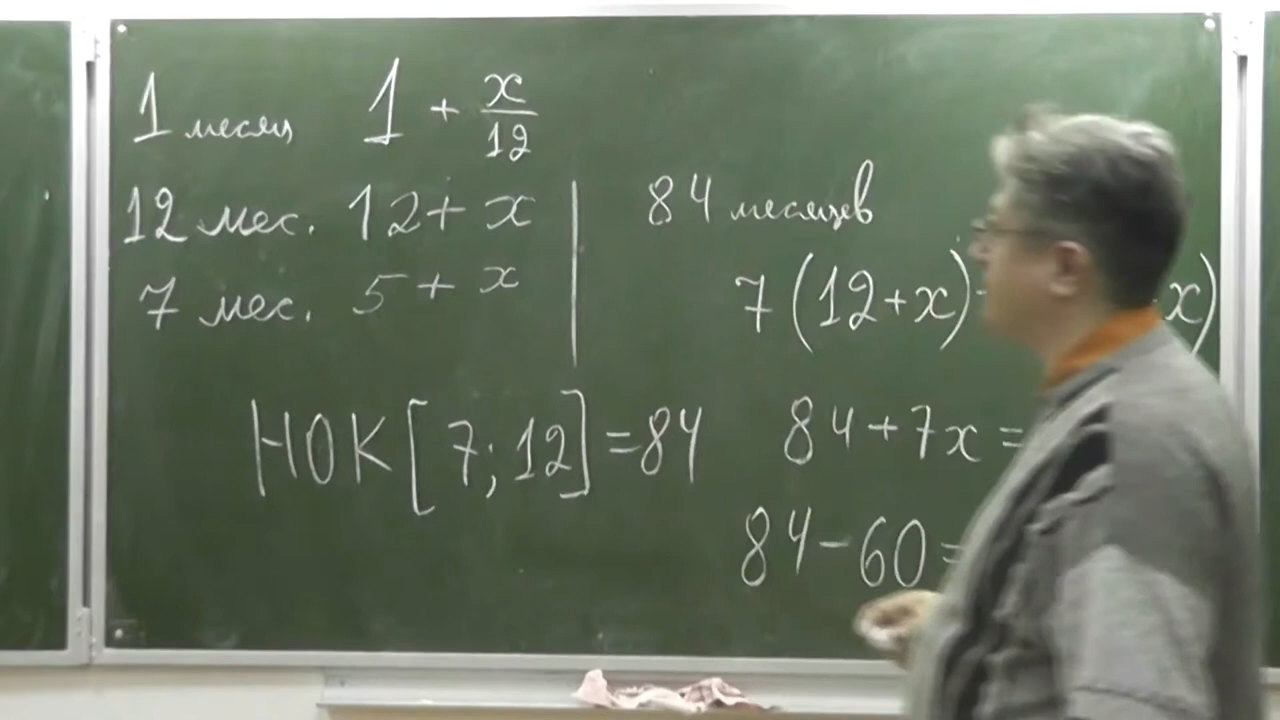 1 месяц 1 + x/12
12 мес. 12 + x
7 мес. 5 + x
84 месяцев
7(12+x) x)
НОК[7;12]=84
84+7x=
84-60=